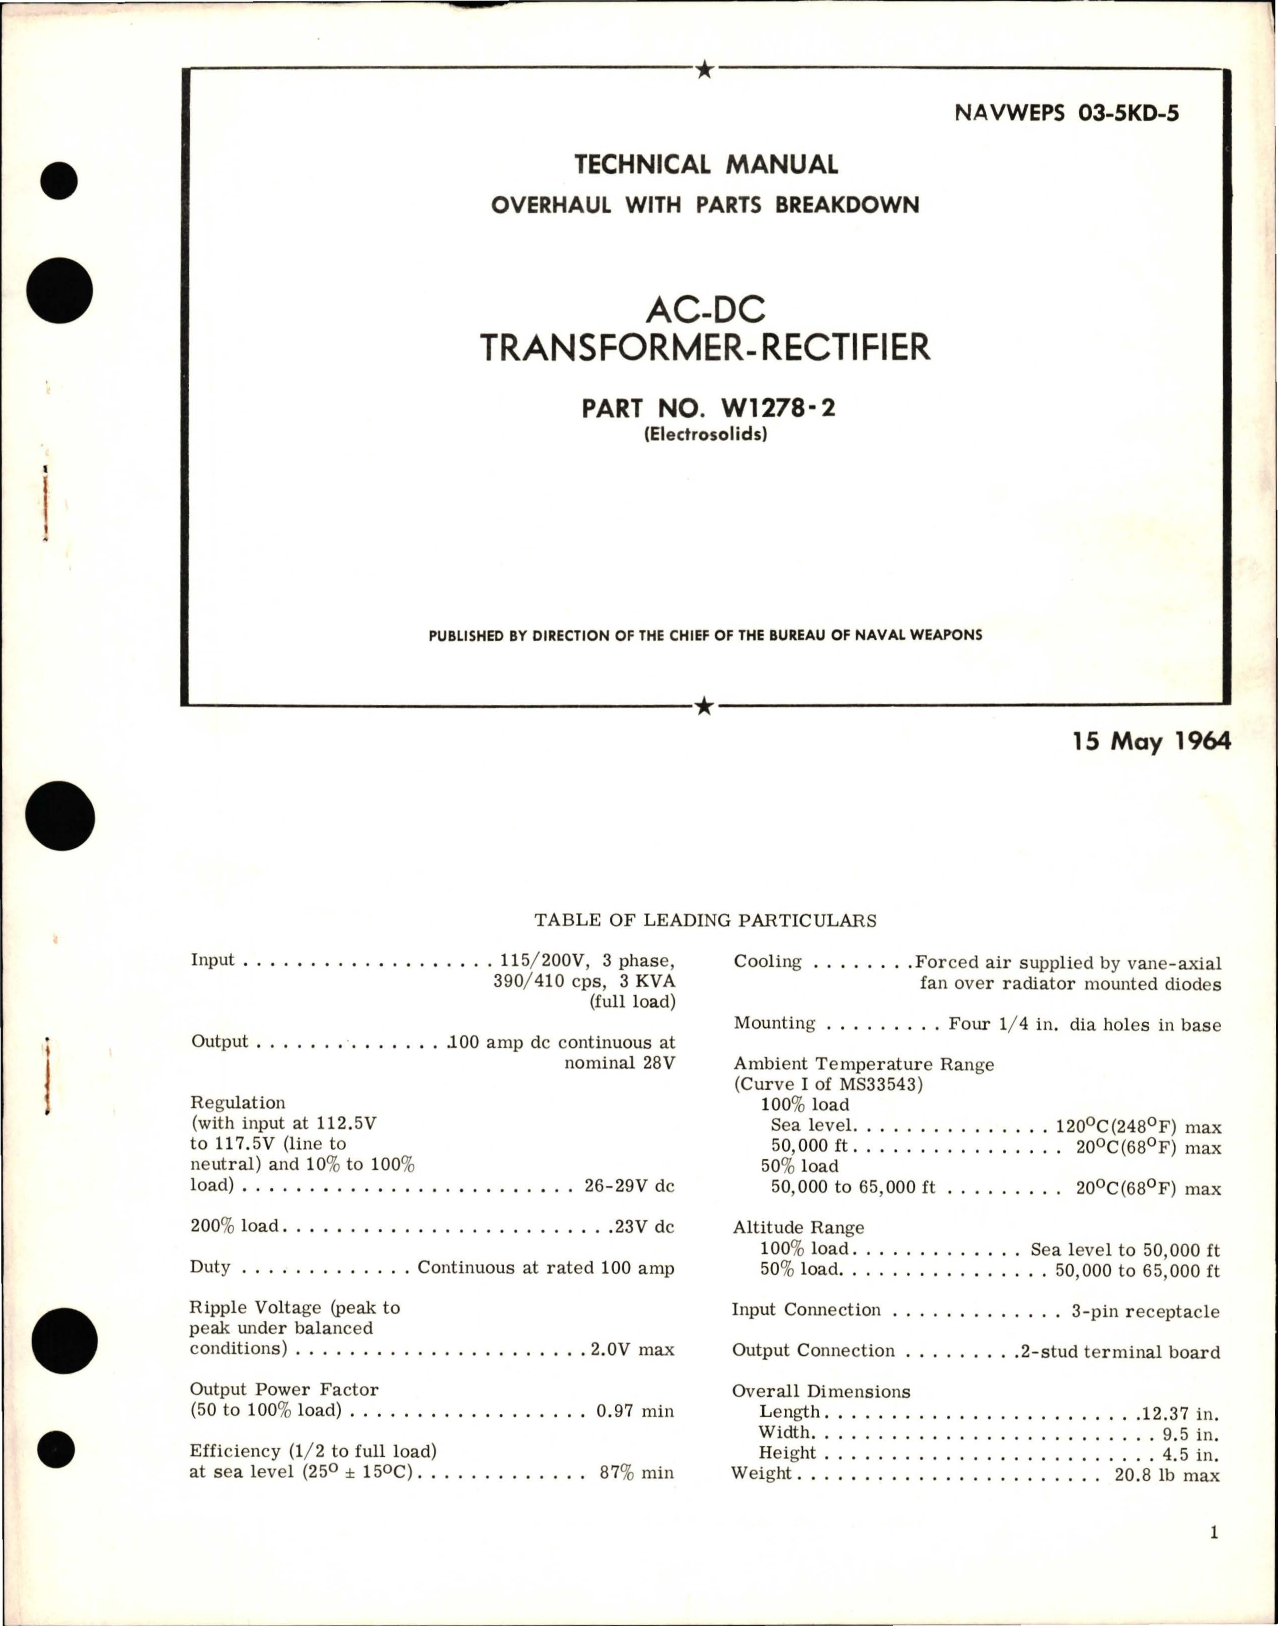 NAVWEPS 03-5KD-5
TECHNICAL MANUAL
OVERHAUL WITH PARTS BREAKDOWN
AC-DC
TRANSFORMER-RECTIFIER
PART NO. W1278-2
(Electrosolids)
PUBLISHED BY DIRECTION OF THE CHIEF OF THE BUREAU OF NAVAL WEAPONS
15 May 1964
TABLE OF LEADING PARTICULARS
Input . . . . . . . . . . . . . . . . . . . 115/200V, 3 phase,
390/410 cps, 3 KVA
(full load)
Output . . . . . . . . . . . . . . .100 amp dc continuous at
nominal 28V
Regulation
(with input at 112.5V
to 117.5V (line to
neutral) and 10% to 100%
load) . . . . . . . . . . . . . . . . . . . . . . . . . 26-29V dc
200% load. . . . . . . . . . . . . . . . . . . . . . . . .23V dc
Duty . . . . . . . . . . . . . Continuous at rated 100 amp
Ripple Voltage (peak to
peak under balanced
conditions) . . . . . . . . . . . . . . . . . . . . . . 2.0V max
Output Power Factor
(50 to 100% load) . . . . . . . . . . . . . . . . . . 0.97 min
Efficiency (1/2 to full load)
at sea level (25° ± 15°C). . . . . . . . . . . . . 87% min
Cooling . . . . . . . .Forced air supplied by vane-axial
fan over radiator mounted diodes
Mounting . . . . . . . . . Four 1/4 in. dia holes in base
Ambient Temperature Range
(Curve I of MS33543)
100% load
Sea level. . . . . . . . . . . . . . . 120°C(248°F) max
50,000 ft. . . . . . . . . . . . . . . . 20°C(68°F) max
50% load
50,000 to 65,000 ft . . . . . . . . . 20°C(68°F) max
Altitude Range
100% load. . . . . . . . . . . . . Sea level to 50,000 ft
50% load. . . . . . . . . . . . . . . . 50,000 to 65,000 ft
Input Connection . . . . . . . . . . . . . 3-pin receptacle
Output Connection . . . . . . . . .2-stud terminal board
Overall Dimensions
Length. . . . . . . . . . . . . . . . . . . . . . . .12.37 in.
Width. . . . . . . . . . . . . . . . . . . . . . . . . . 9.5 in.
Height . . . . . . . . . . . . . . . . . . . . . . . . . 4.5 in.
Weight. . . . . . . . . . . . . . . . . . . . . . . 20.8 lb max
1